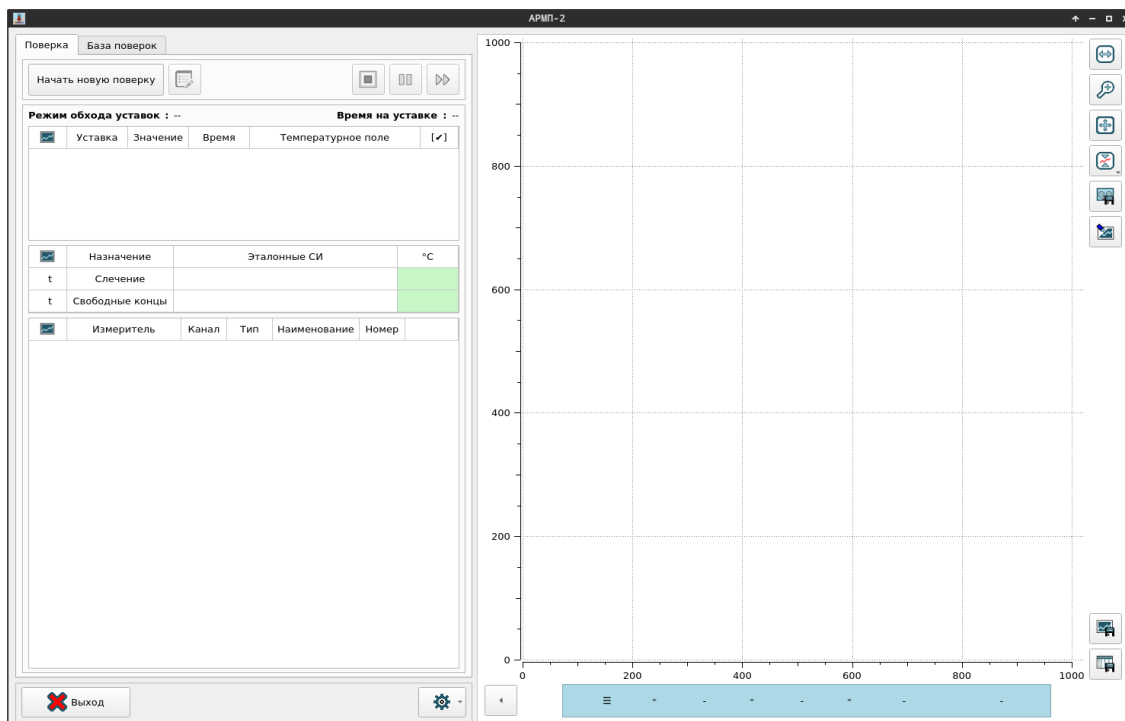 АРМП-2
Поверка База поверок
Начать новую поверку
Режим обхода уставок : -- Время на уставке : --
Уставка Значение Время Температурное поле [✔]
Назначение Эталонные СИ °C
t Слечение
t Свободные концы
Измеритель Канал Тип Наименование Номер
Выход
1000
800
600
400
200
0
0 200 400 600 800 1000
☰ - - - - - - -